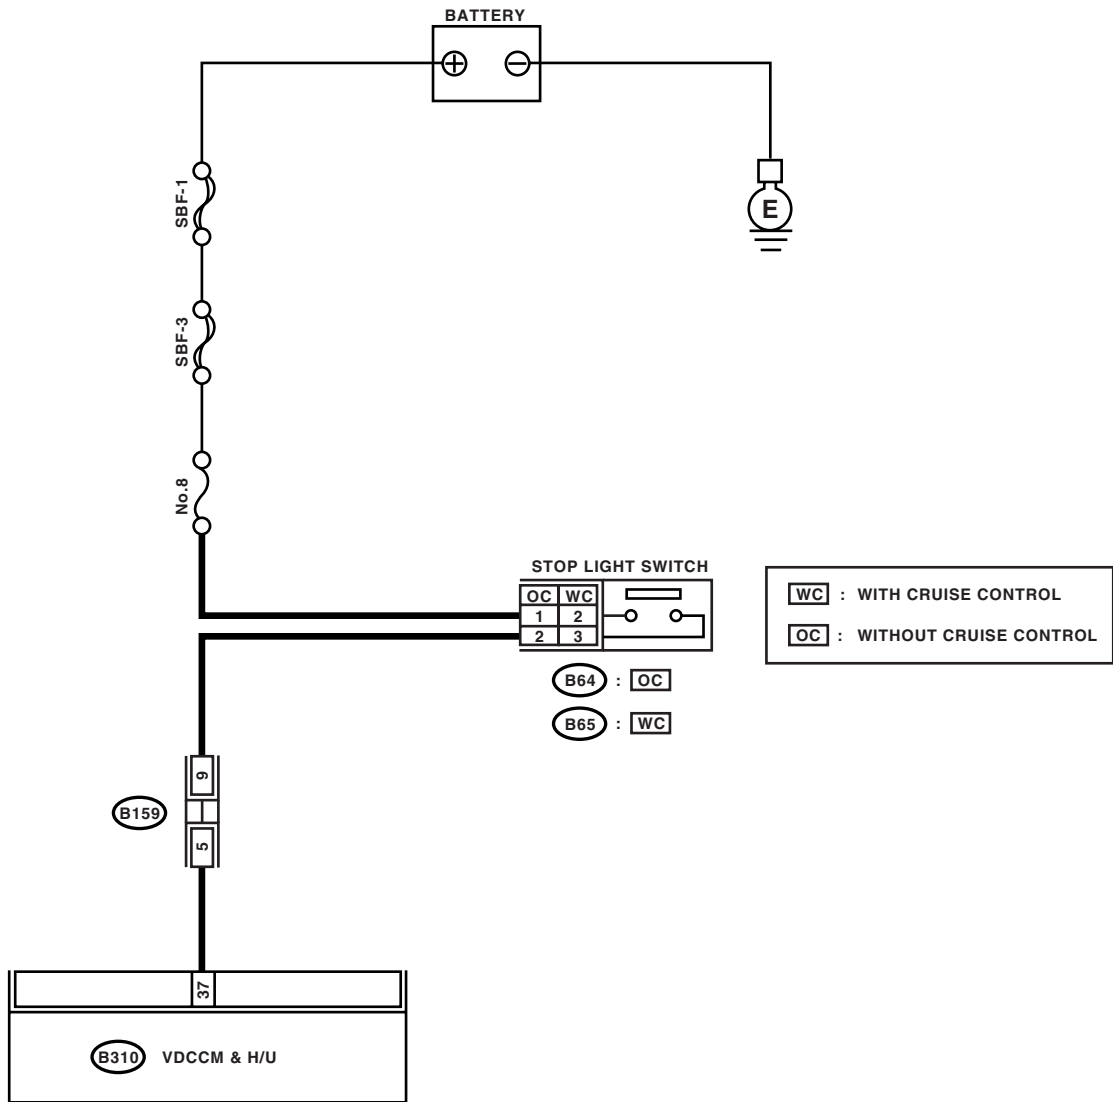 BATTERY
E
SBF-1
SBF-3
No.8
STOP LIGHT SWITCH
OC WC
1 2
2 3
WC : WITH CRUISE CONTROL
OC : WITHOUT CRUISE CONTROL
B64 : OC
B65 : WC
9
B159
5
37
B310 VDCCM & H/U